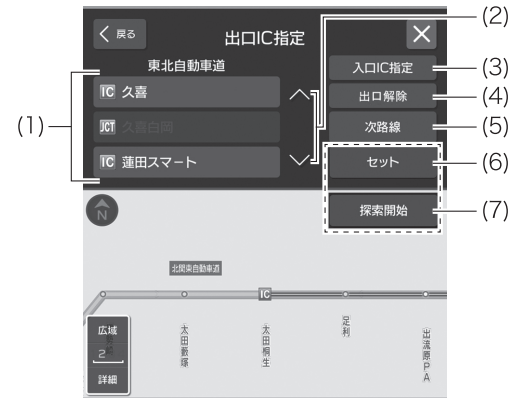 戻る
出口IC指定
(2)
東北自動車道
入口IC指定
(3)
IC 久喜
出口解除
(4)
(1)
JCT 久喜白岡
次路線
(5)
IC 蓮田スマート
セット
(6)
探索開始
(7)
N
北関東自動車道
IC
広域
2
詳細
太田藪塚
太田桐生
足利
出流原PA